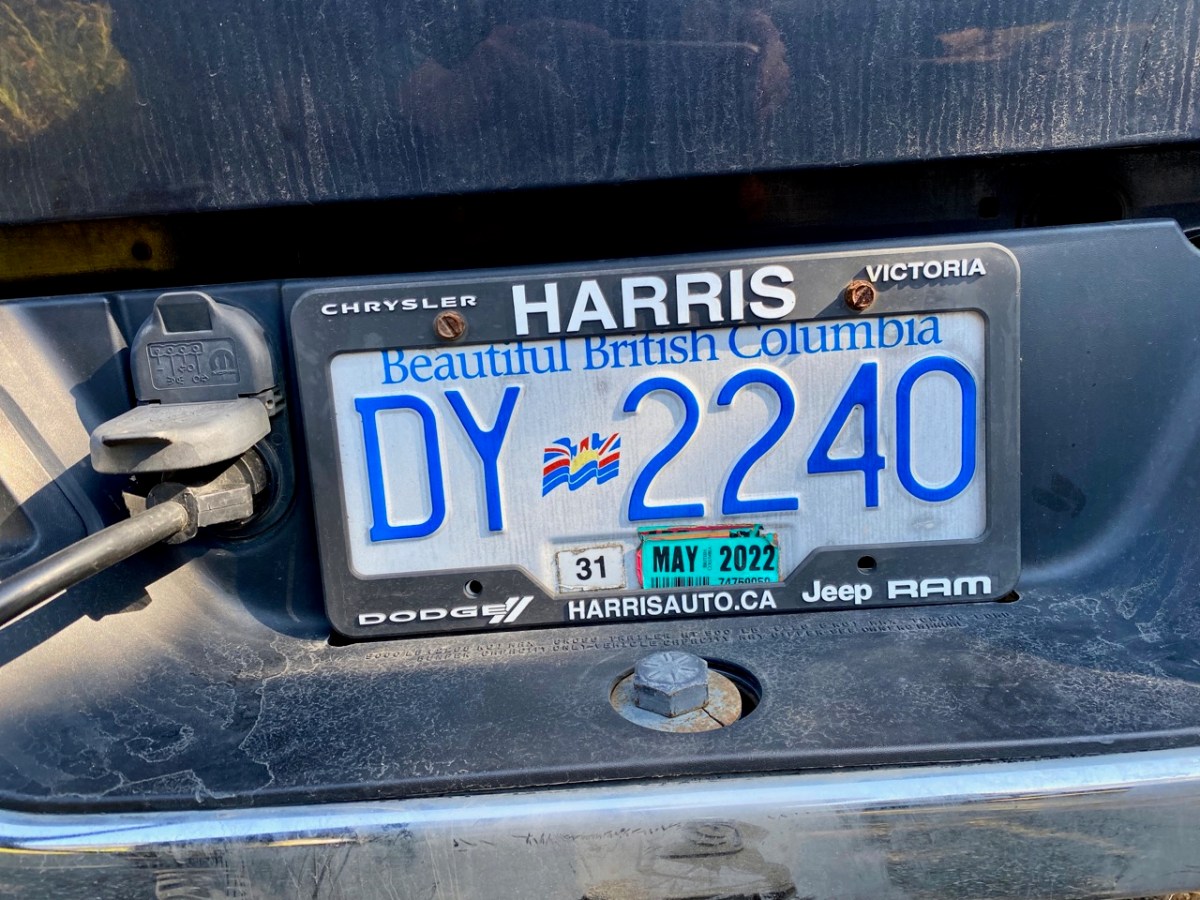 CHRYSLER HARRIS VICTORIA
Beautiful British Columbia
DY 2240
31 MAY 2022
DODGE HARRISAUTO.CA Jeep RAM